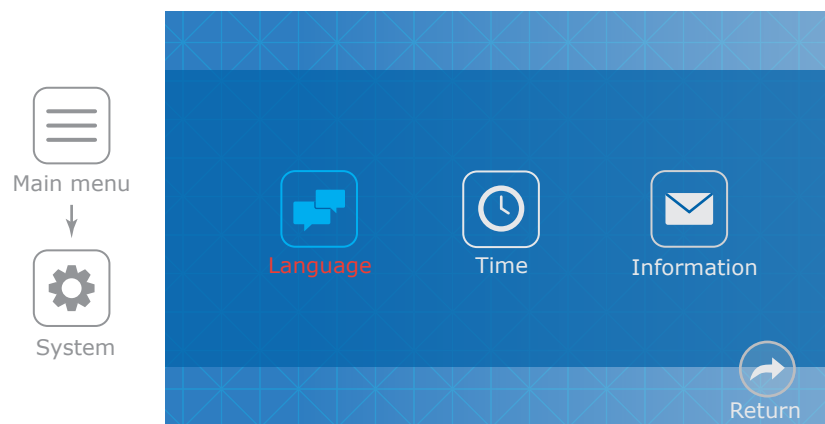 Main menu
System
Language
Time
Information
Return